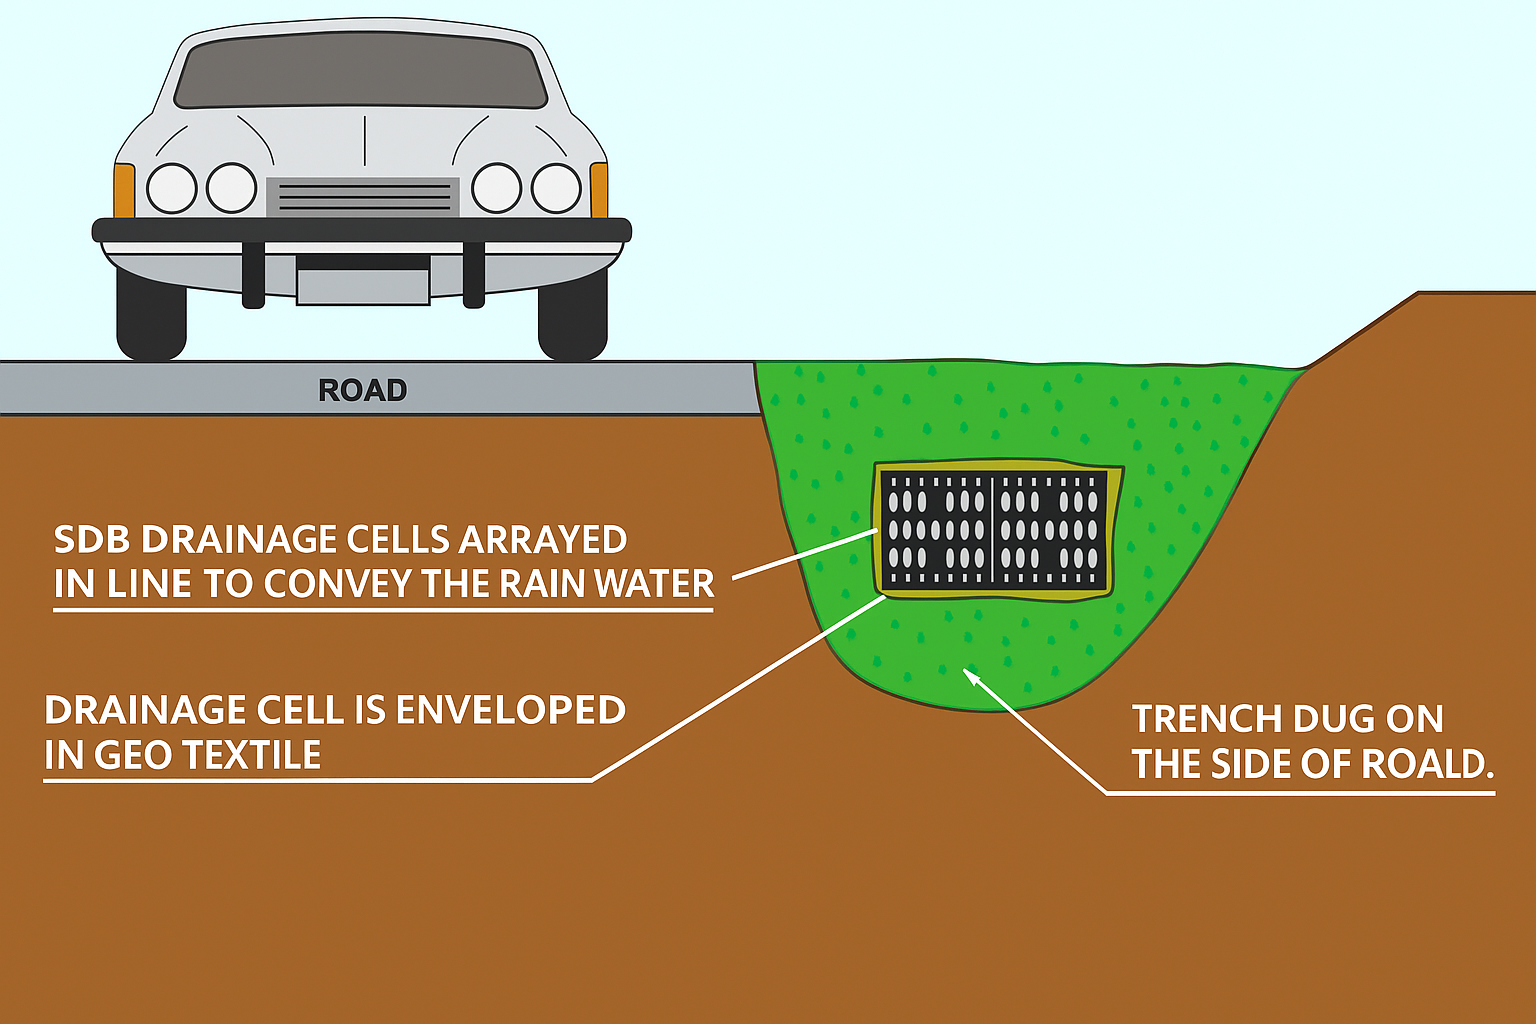 ROAD
SDB DRAINAGE CELLS ARRAYED
IN LINE TO CONVEY THE RAIN WATER
DRAINAGE CELL IS ENVELOPED
IN GEO TEXTILE
TRENCH DUG ON
THE SIDE OF ROALD.